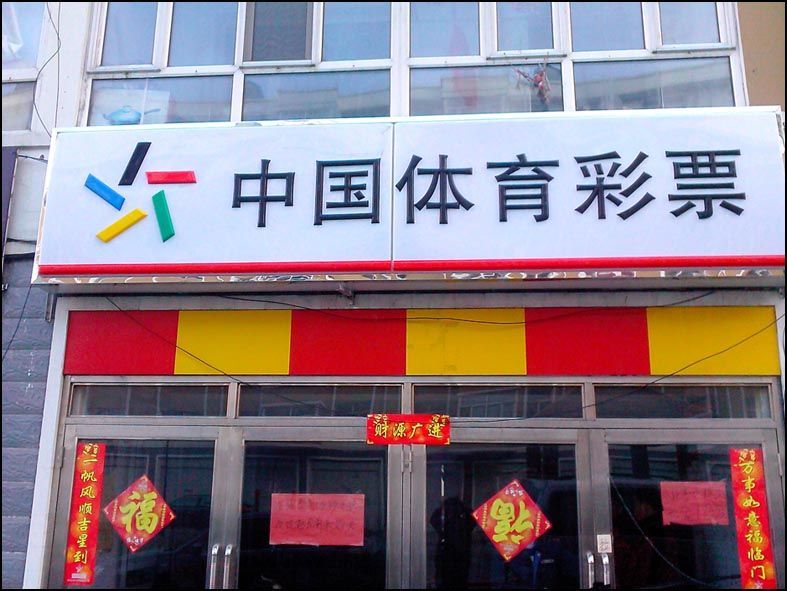 中国体育彩票
财源广进
一帆风顺吉星到
福
福
万事如意福临门